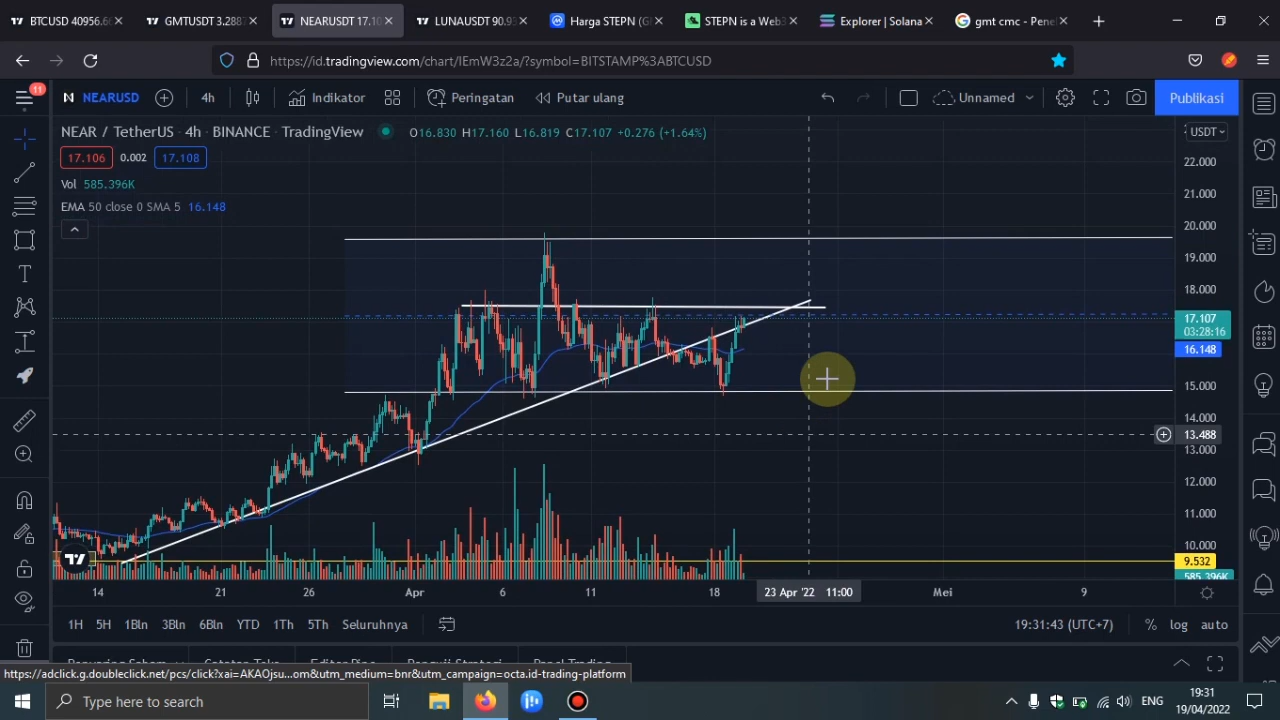 BTCUSD 40956.6
GMTUSDT 3.288
NEARUSDT 17.10
LUNAUSDT 90.93
Harga STEPN (G
STEPN is a Web3
Explorer | Solana
gmt cmc - Pene
https://id.tradingview.com/chart/IEmW3z2a/?symbol=BITSTAMP%3ABTCUSD
11
N NEARUSD
4h
Indikator
Peringatan
Putar ulang
Unnamed
Publikasi
NEAR / TetherUS · 4h · BINANCE · TradingView
O16.830 H17.160 L16.819 C17.107 +0.276 (+1.64%)
USDT
17.106 0.002 17.108
Vol 585.396K
EMA 50 close 0 SMA 5 16.148
22.000
21.000
20.000
19.000
18.000
17.107
03:28:16
16.148
15.000
14.000
13.488
13.000
12.000
11.000
10.000
9.532
585.396K
14 21 26 Apr 6 11 18 23 Apr '22 11:00 Mei 9
1H 5H 1Bln 3Bln 6Bln YTD 1Th 5Th Seluruhnya
19:31:43 (UTC+7) % log auto
Editor Pine
Panel Trading
https://adclick.g.doubleclick.net/pcs/click?xai=AKAOjsu...om&utm_medium=bnr&utm_campaign=octa.id-trading-platform
Type here to search
ENG
19:31
19/04/2022